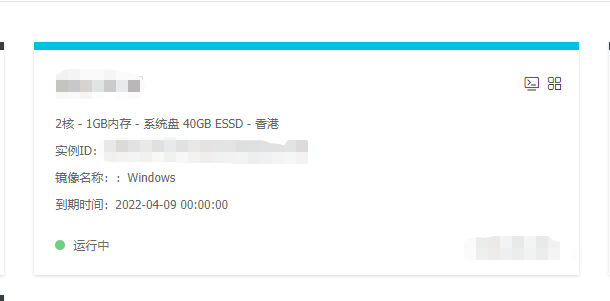 2核 - 1GB内存 - 系统盘 40GB ESSD - 香港
实例ID：
镜像名称：：Windows
到期时间：2022-04-09 00:00:00
运行中